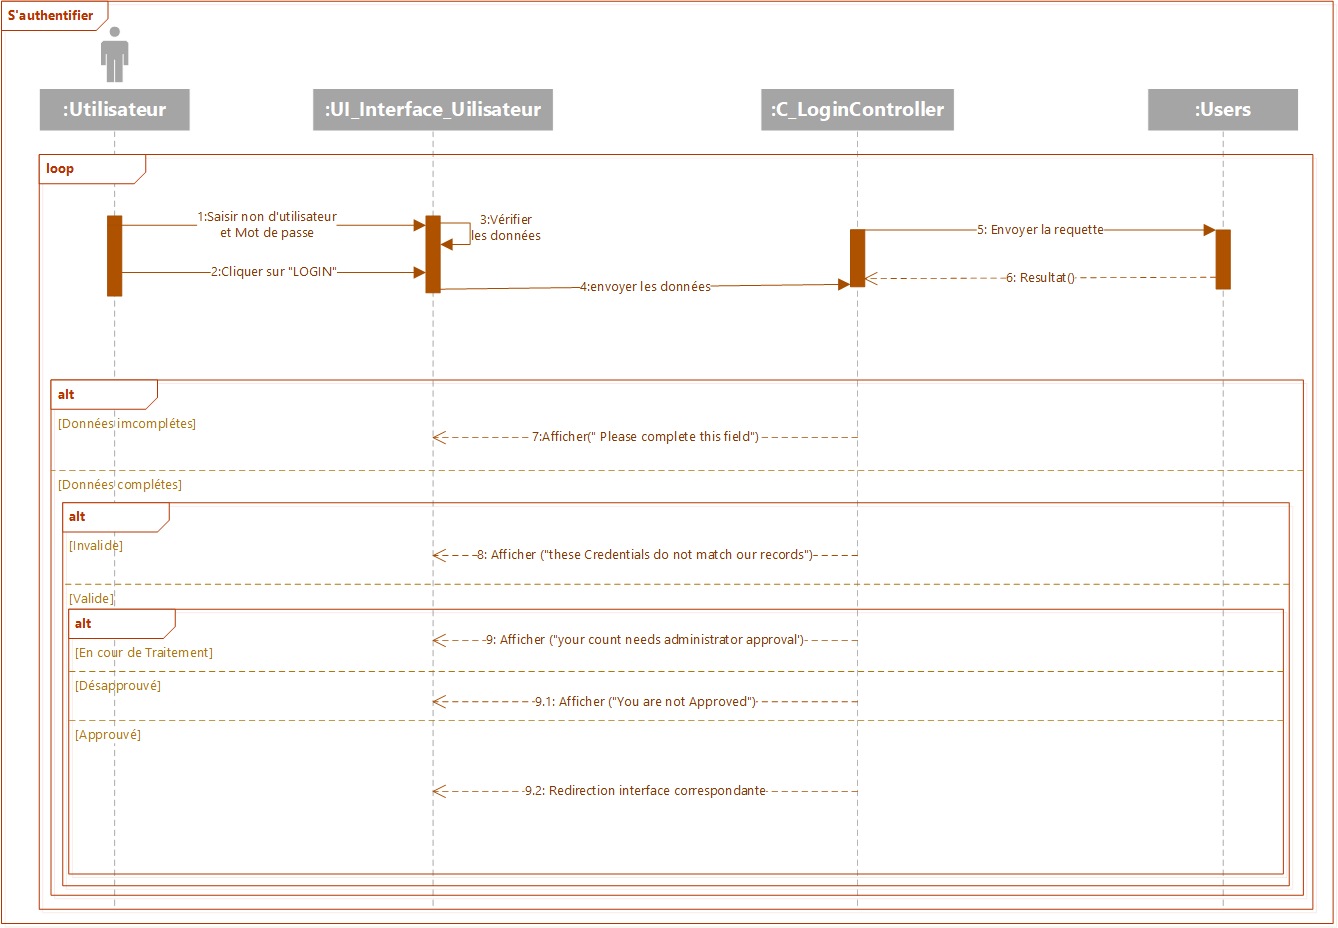 S'authentifier
:Utilisateur
:UI_Interface_Uilisateur
:C_LoginController
:Users
loop
1:Saisir non d'utilisateur
et Mot de passe
3:Vérifier
les données
5: Envoyer la requette
2:Cliquer sur "LOGIN"
6: Resultat()
4:envoyer les données
alt
[Données imcomplétes]
7:Afficher(" Please complete this field")
[Données complétes]
alt
[Invalide]
8: Afficher ("these Credentials do not match our records")
[Valide]
alt
9: Afficher ("your count needs administrator approval')
[En cour de Traitement]
[Désapprouvé]
9.1: Afficher ("You are not Approved")
[Approuvé]
9.2: Redirection interface correspondante